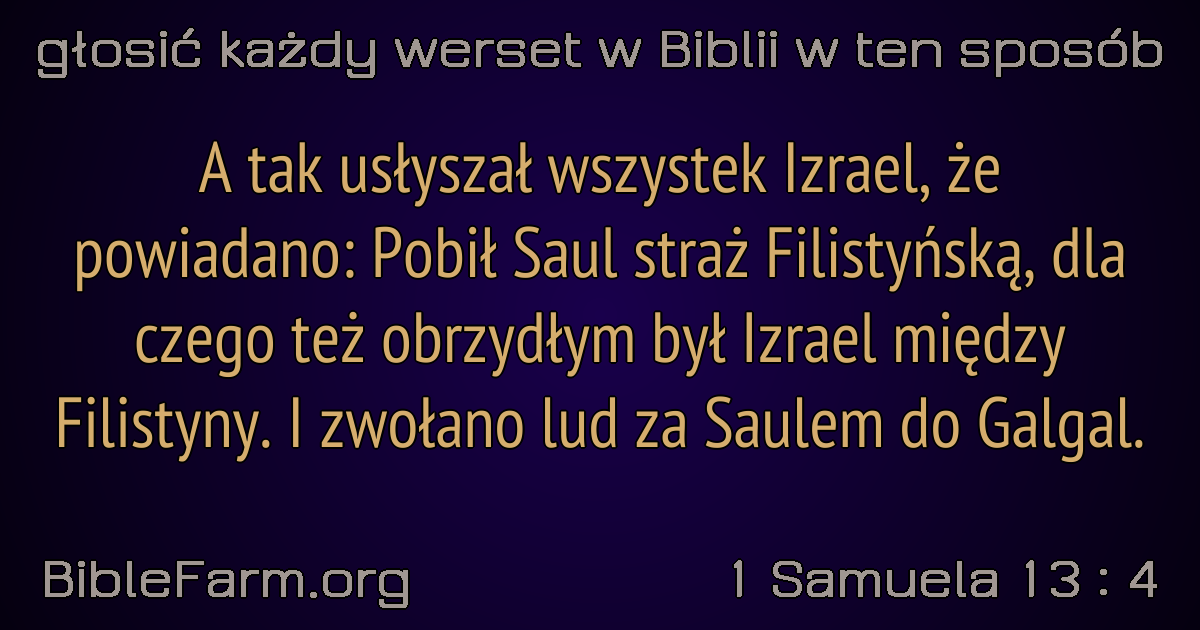 głosić każdy werset w Biblii w ten sposób
A tak usłyszał wszystek Izrael, że
powiadano: Pobił Saul straż Filistyńską, dla
czego też obrzydłym był Izrael między
Filistyny. I zwołano lud za Saulem do Galgal.
BibleFarm.org
1 Samuela 13 : 4